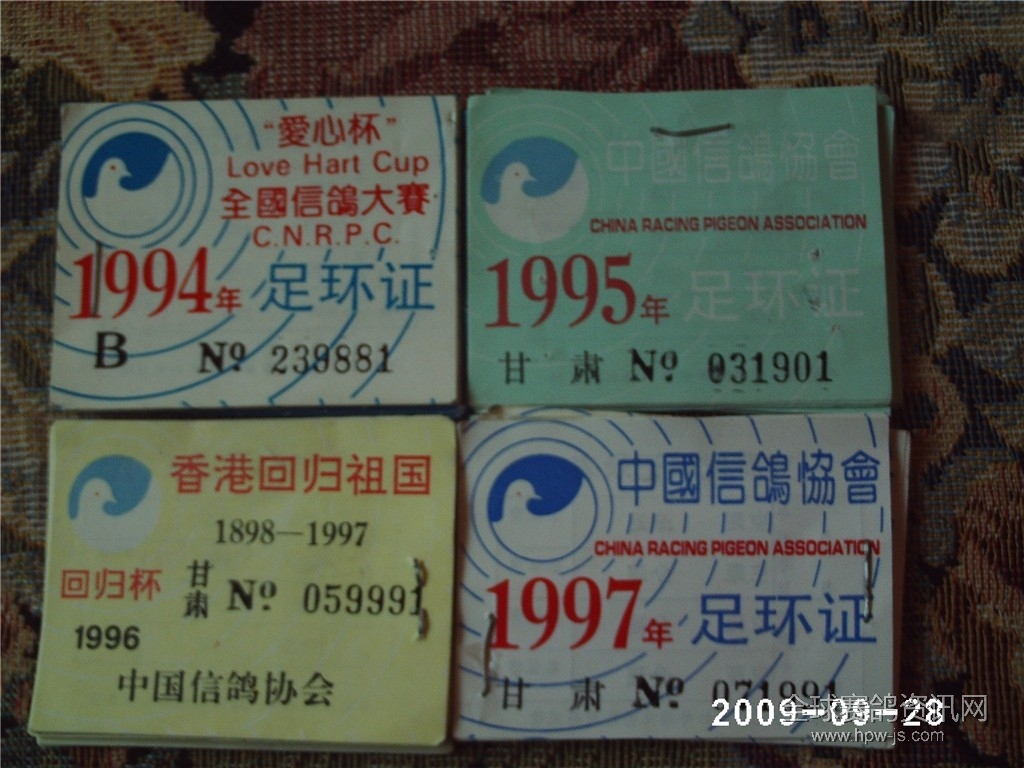 "愛心杯"
Love Hart Cup
全國信鴿大賽
C.N.R.P.C.
1994年 足环证
B No 239881
中國信鴿協會
CHINA RACING PIGEON ASSOCIATION
1995年 足环证
甘 肃 No 031901
香港回归祖国
1898—1997
回归杯 甘肃 No 059991
1996
中国信鸽协会
中國信鴿協會
CHINA RACING PIGEON ASSOCIATION
1997年 足环证
甘 肃 No 071991
2009-09-28
全球赛鸽资讯网
www.hpw-js.com